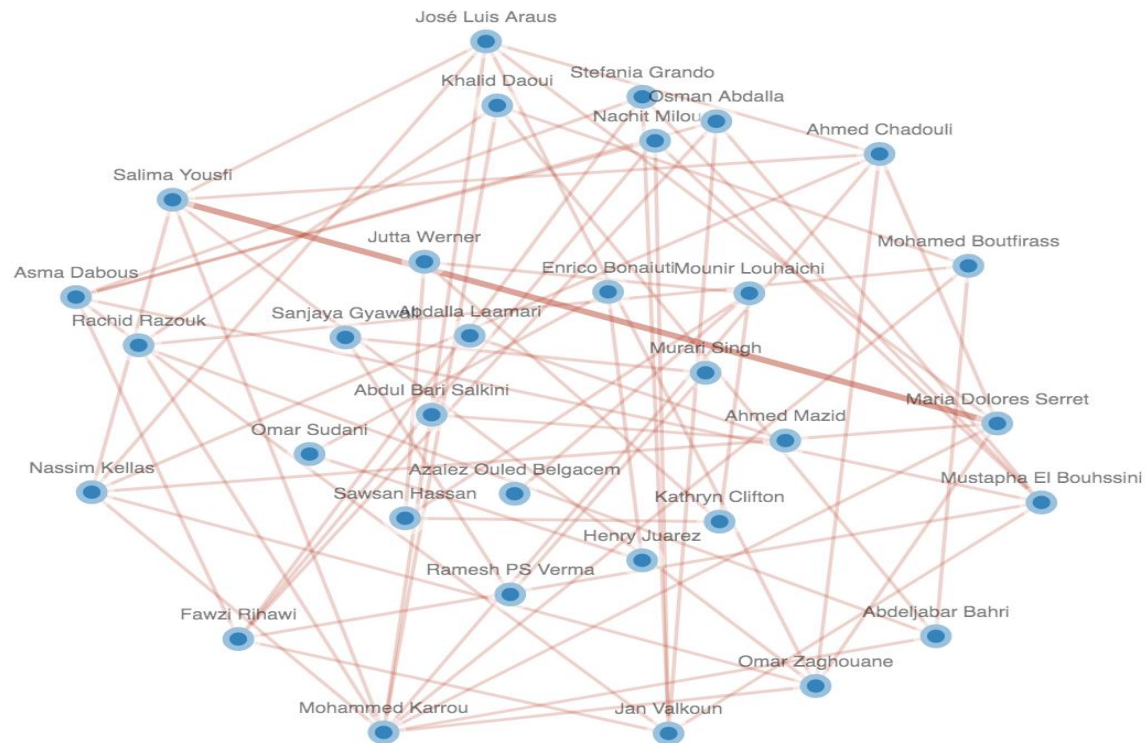 José Luis Araus
Stefania Grando
Khalid Daoui
Osman Abdalla
Nachit Milou
Ahmed Chadouli
Salima Yousfi
Jutta Werner
Mohamed Boutfirass
Asma Dabous
Enrico Bonaiuti
Mounir Louhaichi
Rachid Razouk
Sanjaya Gyawali
Abdalla Leamari
Murari Singh
Abdul Bari Salkini
Maria Dolores Serret
Ahmed Mazid
Omar Sudani
Nassim Kellas
Azaiez Ouled Belgacem
Mustapha El Bouhssini
Sawsan Hassan
Kathryn Clifton
Henry Juarez
Ramesh PS Verma
Fawzi Rihawi
Abdeljabar Bahri
Omar Zaghouane
Mohammed Karrou
Jan Valkoun